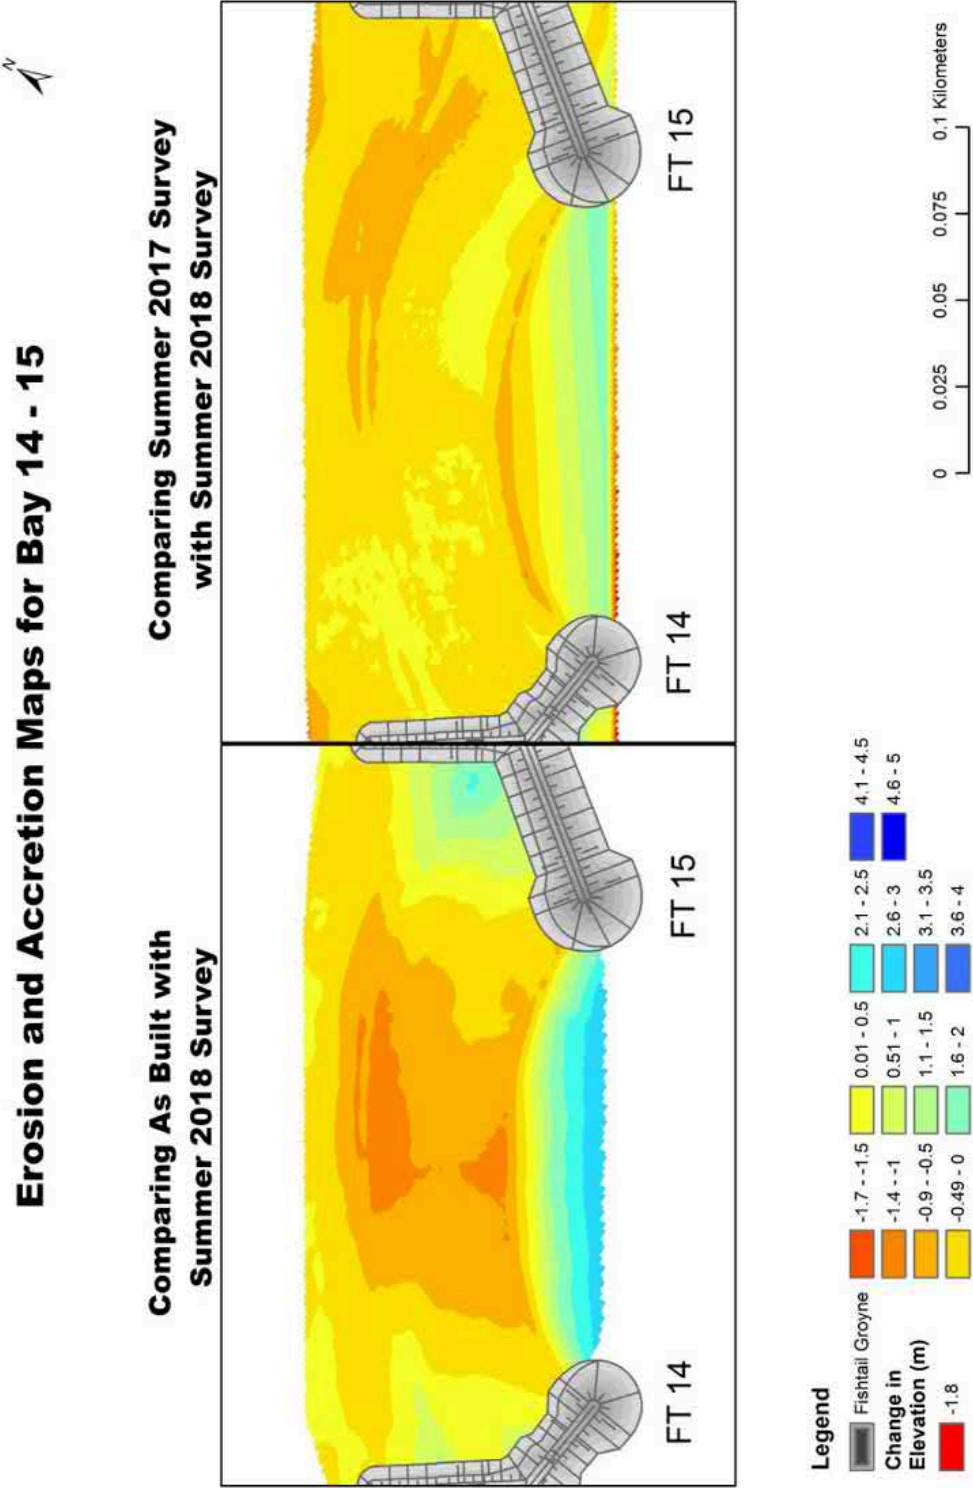 Erosion and Accretion Maps for Bay 14 - 15
N
Comparing As Built with
Summer 2018 Survey
Comparing Summer 2017 Survey
with Summer 2018 Survey
FT 14
FT 15
FT 14
FT 15
Legend
Fishtail Groyne
Change in
Elevation (m)
-1.8
-1.7 - -1.5
-1.4 - -1
-0.9 - -0.5
-0.49 - 0
0.01 - 0.5
0.51 - 1
1.1 - 1.5
1.6 - 2
2.1 - 2.5
2.6 - 3
3.1 - 3.5
3.6 - 4
4.1 - 4.5
4.6 - 5
0 0.025 0.05 0.075 0.1 Kilometers